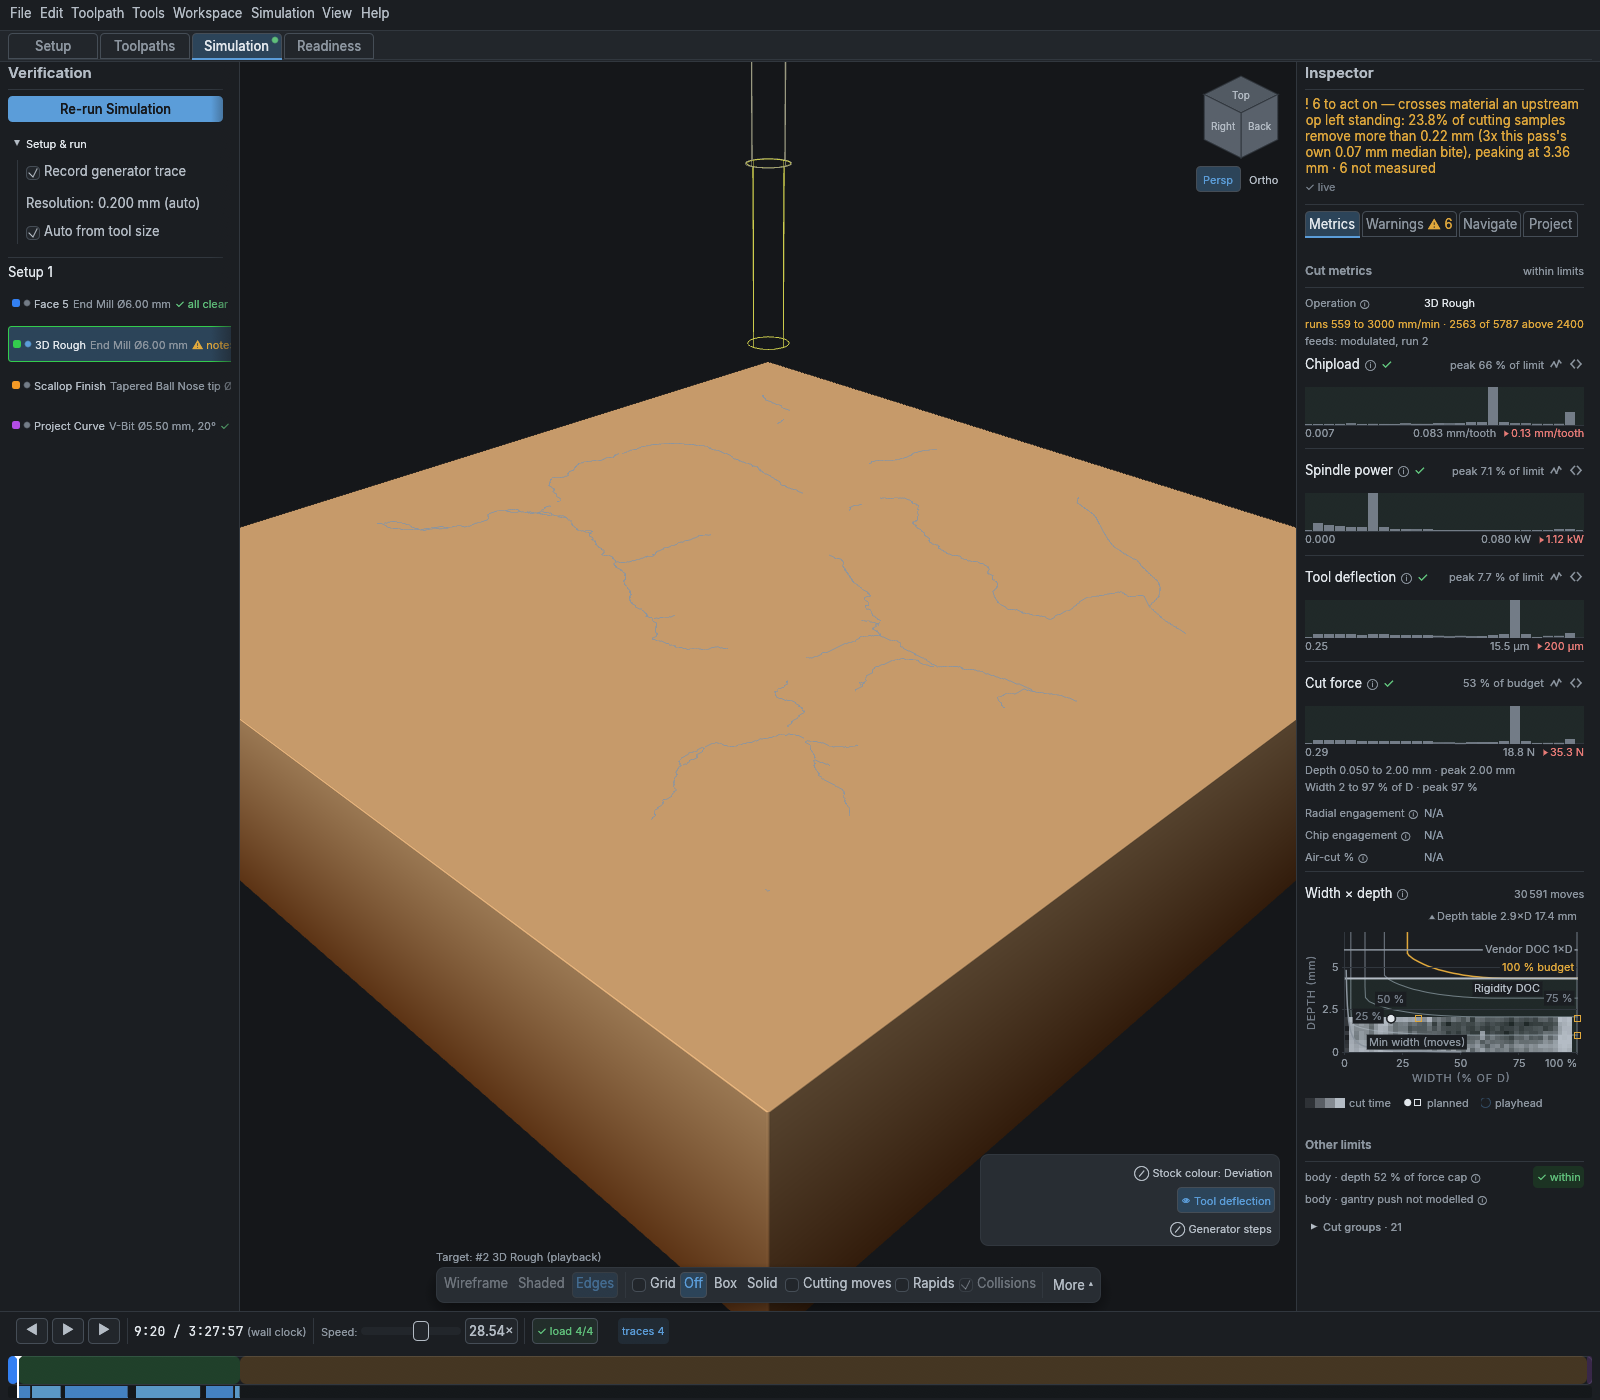 File Edit Toolpath Tools Workspace Simulation View Help
Setup Toolpaths Simulation Readiness
Verification
Re-run Simulation
Setup & run
Record generator trace
Resolution: 0.200 mm (auto)
Auto from tool size
Setup 1
Face 5 End Mill Ø6.00 mm ✓ all clear
3D Rough End Mill Ø6.00 mm ⚠ note
Scallop Finish Tapered Ball Nose tip Ø
Project Curve V-Bit Ø5.50 mm, 20° ✓
Top
Right Back
Persp Ortho
Stock colour: Deviation
Tool deflection
Generator steps
Target: #2 3D Rough (playback)
Wireframe Shaded Edges Grid Off Box Solid Cutting moves Rapids Collisions More
Inspector
! 6 to act on — crosses material an upstream
op left standing: 23.8% of cutting samples
remove more than 0.22 mm (3x this pass's
own 0.07 mm median bite), peaking at 3.36
mm · 6 not measured
✓ live
Metrics Warnings ⚠ 6 Navigate Project
Cut metrics within limits
Operation 3D Rough
runs 559 to 3000 mm/min · 2563 of 5787 above 2400
feeds: modulated, run 2
Chipload ✓ peak 66 % of limit
0.007 0.083 mm/tooth 0.13 mm/tooth
Spindle power ✓ peak 7.1 % of limit
0.000 0.080 kW 1.12 kW
Tool deflection ✓ peak 7.7 % of limit
0.25 15.5 µm 200 µm
Cut force ✓ 53 % of budget
0.29 18.8 N 35.3 N
Depth 0.050 to 2.00 mm · peak 2.00 mm
Width 2 to 97 % of D · peak 97 %
Radial engagement N/A
Chip engagement N/A
Air-cut % N/A
Width × depth 30 591 moves
Depth table 2.9×D 17.4 mm
Vendor DOC 1×D
100 % budget
Rigidity DOC
75 %
50 %
25 %
Min width (moves)
DEPTH (mm)
5
2.5
0
0 25 50 75 100 %
WIDTH (% OF D)
cut time planned playhead
Other limits
body · depth 52 % of force cap ✓ within
body · gantry push not modelled
Cut groups · 21
9:20 / 3:27:57 (wall clock) Speed: 28.54× ✓ load 4/4 traces 4